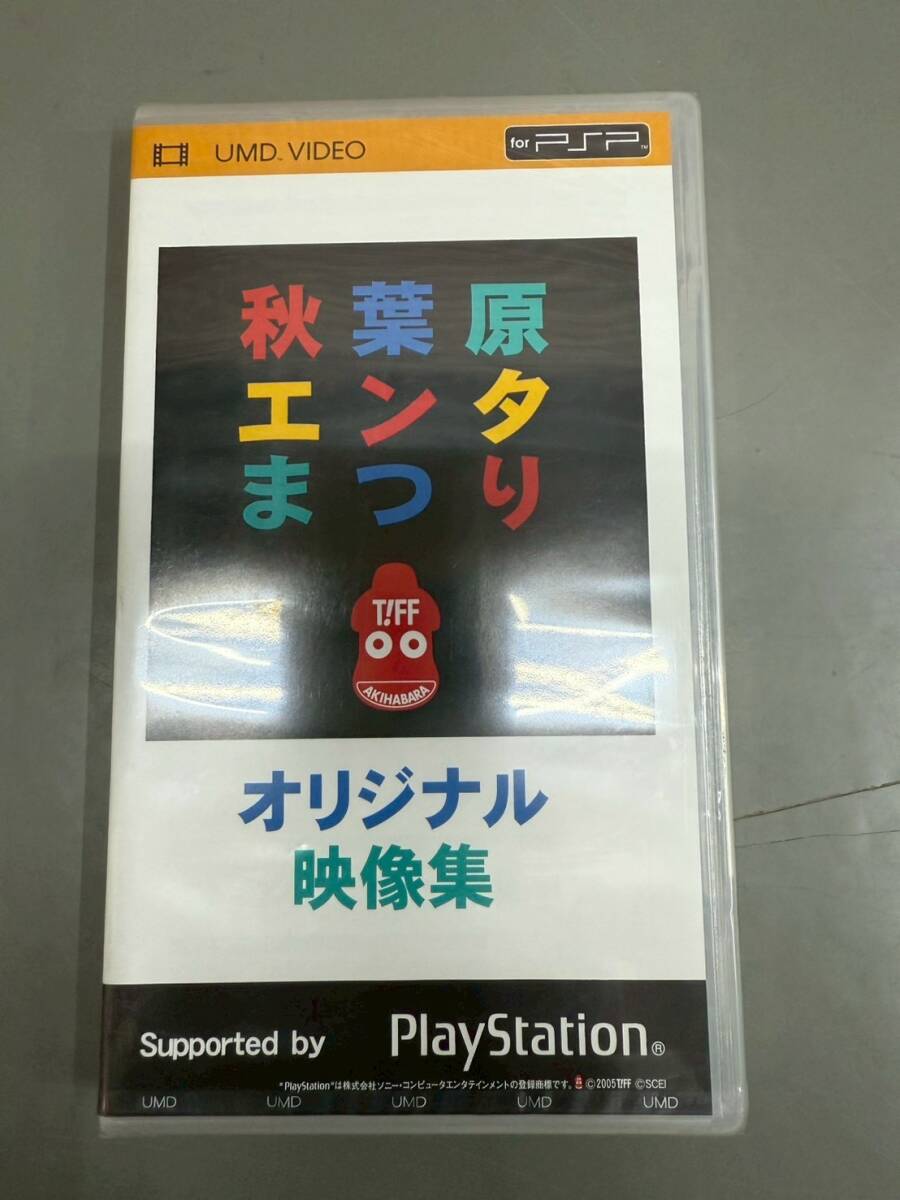 UMD™ VIDEO
for PSP™
秋葉原
エンタ
まつり
T!FF
AKIHABARA
オリジナル
映像集
Supported by PlayStation®
"PlayStation"は株式会社ソニー・コンピュータエンタテインメントの登録商標です。 ©2005 T!FF ©SCEI
UMD UMD UMD UMD UMD